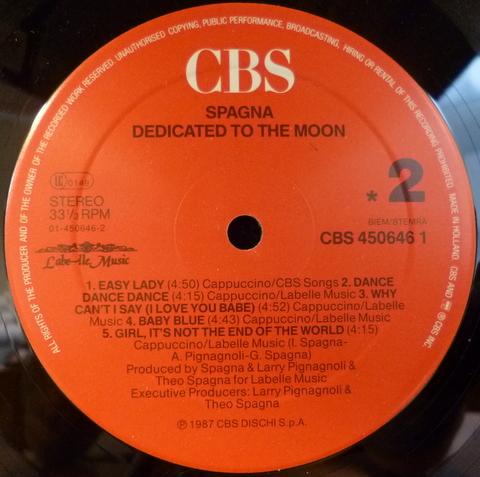 ALL RIGHTS OF THE PRODUCER AND OF THE OWNER OF THE RECORDED WORK RESERVED. UNAUTHORISED COPYING, PUBLIC PERFORMANCE, BROADCASTING, HIRING OR RENTAL OF THIS RECORDING PROHIBITED. MADE IN HOLLAND. CBS AND ® CBS INC.
CBS
SPAGNA
DEDICATED TO THE MOON
LC 0149
STEREO
33⅓ RPM
01-450646-2
* 2
BIEM/STEMRA
CBS 450646 1
Labelle Music
1. EASY LADY (4:50) Cappuccino/CBS Songs 2. DANCE
DANCE DANCE (4:15) Cappuccino/Labelle Music 3. WHY
CAN'T I SAY (I LOVE YOU BABE) (4:52) Cappuccino/Labelle
Music 4. BABY BLUE (4:43) Cappuccino/Labelle Music
5. GIRL, IT'S NOT THE END OF THE WORLD (4:15)
Cappuccino/Labelle Music (I. Spagna-
A. Pignagnoli-G. Spagna)
Produced by Spagna & Larry Pignagnoli &
Theo Spagna for Labelle Music
Executive Producers: Larry Pignagnoli &
Theo Spagna
℗ 1987 CBS DISCHI S.p.A.